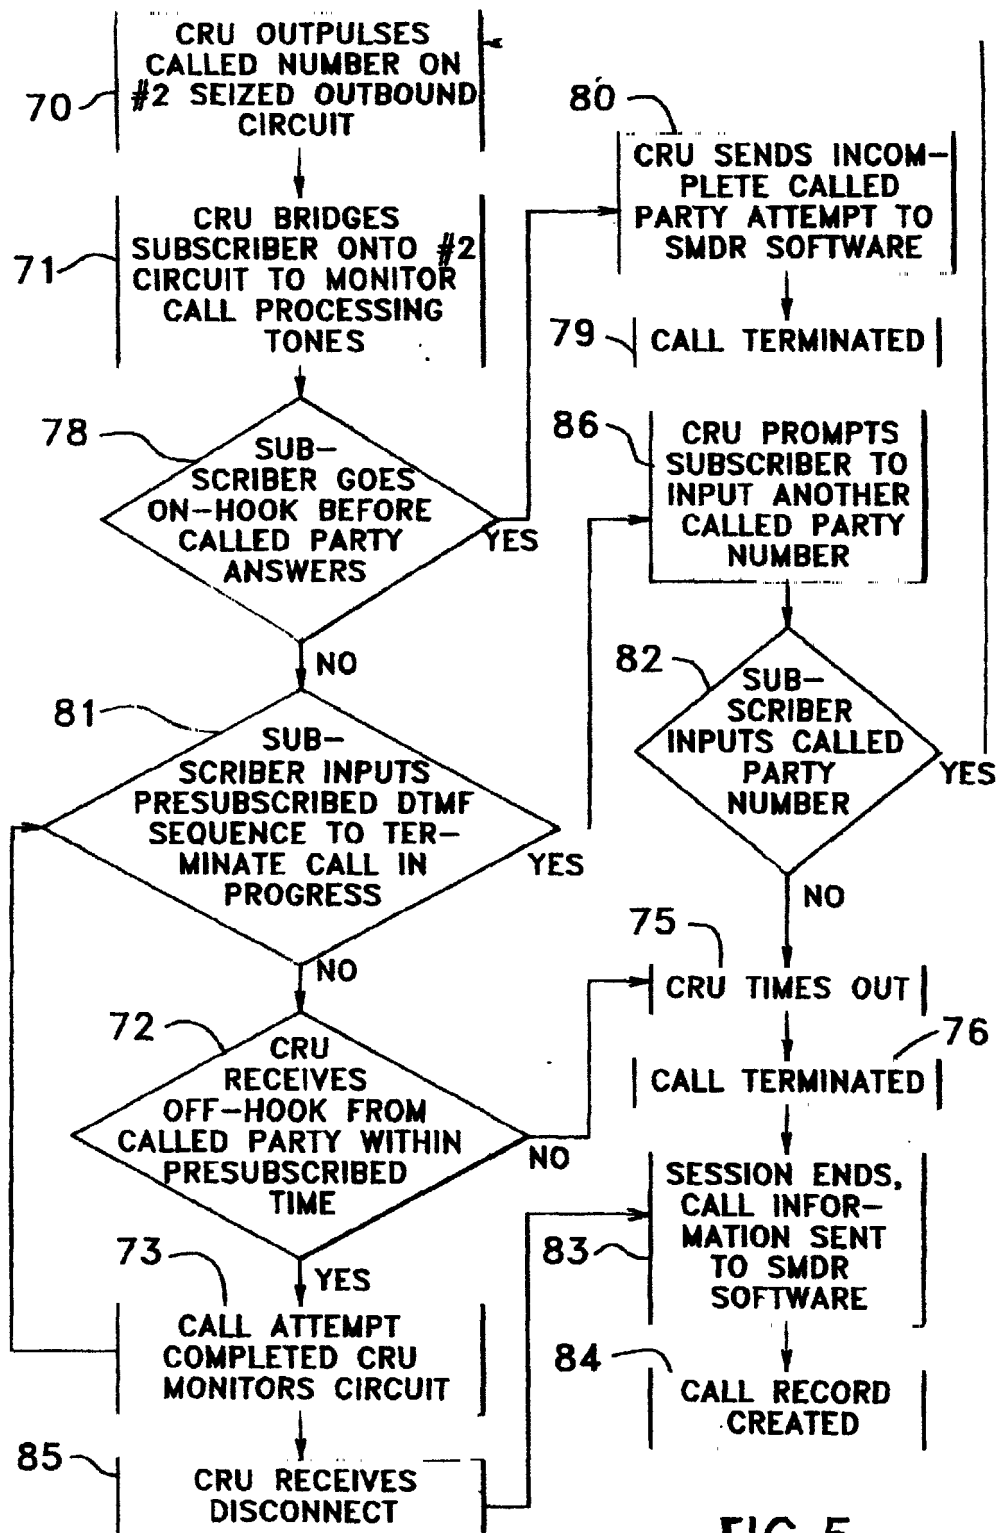 CRU OUTPULSES
CALLED NUMBER ON
#2 SEIZED OUTBOUND
CIRCUIT
70
CRU BRIDGES
SUBSCRIBER ONTO #2
CIRCUIT TO MONITOR
CALL PROCESSING
TONES
71
78
SUB-
SCRIBER GOES
ON-HOOK BEFORE
CALLED PARTY
ANSWERS
YES
NO
81
SUB-
SCRIBER INPUTS
PRESUBSCRIBED DTMF
SEQUENCE TO TER-
MINATE CALL IN
PROGRESS
YES
NO
72
CRU
RECEIVES
OFF-HOOK FROM
CALLED PARTY WITHIN
PRESUBSCRIBED
TIME
NO
YES
73
CALL ATTEMPT
COMPLETED CRU
MONITORS CIRCUIT
85
CRU RECEIVES
DISCONNECT
80
CRU SENDS INCOM-
PLETE CALLED
PARTY ATTEMPT TO
SMDR SOFTWARE
79
CALL TERMINATED
86
CRU PROMPTS
SUBSCRIBER TO
INPUT ANOTHER
CALLED PARTY
NUMBER
82
SUB-
SCRIBER
INPUTS CALLED
PARTY
NUMBER
YES
NO
75
CRU TIMES OUT
76
CALL TERMINATED
SESSION ENDS,
CALL INFOR-
MATION SENT
TO SMDR
SOFTWARE
83
84
CALL RECORD
CREATED
FIG 5